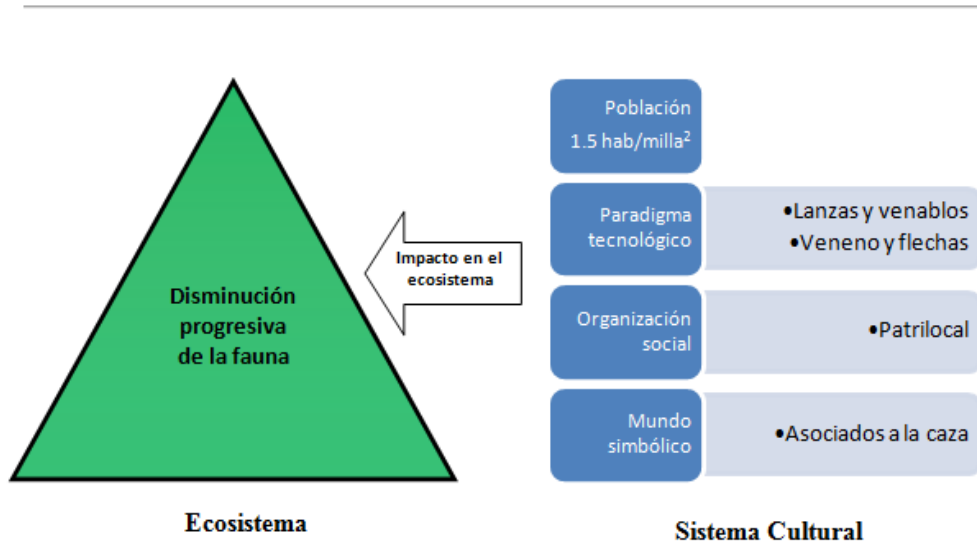 Disminución
progresiva
de la fauna
Ecosistema
Impacto en el
ecosistema
Población
1.5 hab/milla²
Paradigma
tecnológico
•Lanzas y venablos
•Veneno y flechas
Organización
social
•Patrilocal
Mundo
simbólico
•Asociados a la caza
Sistema Cultural